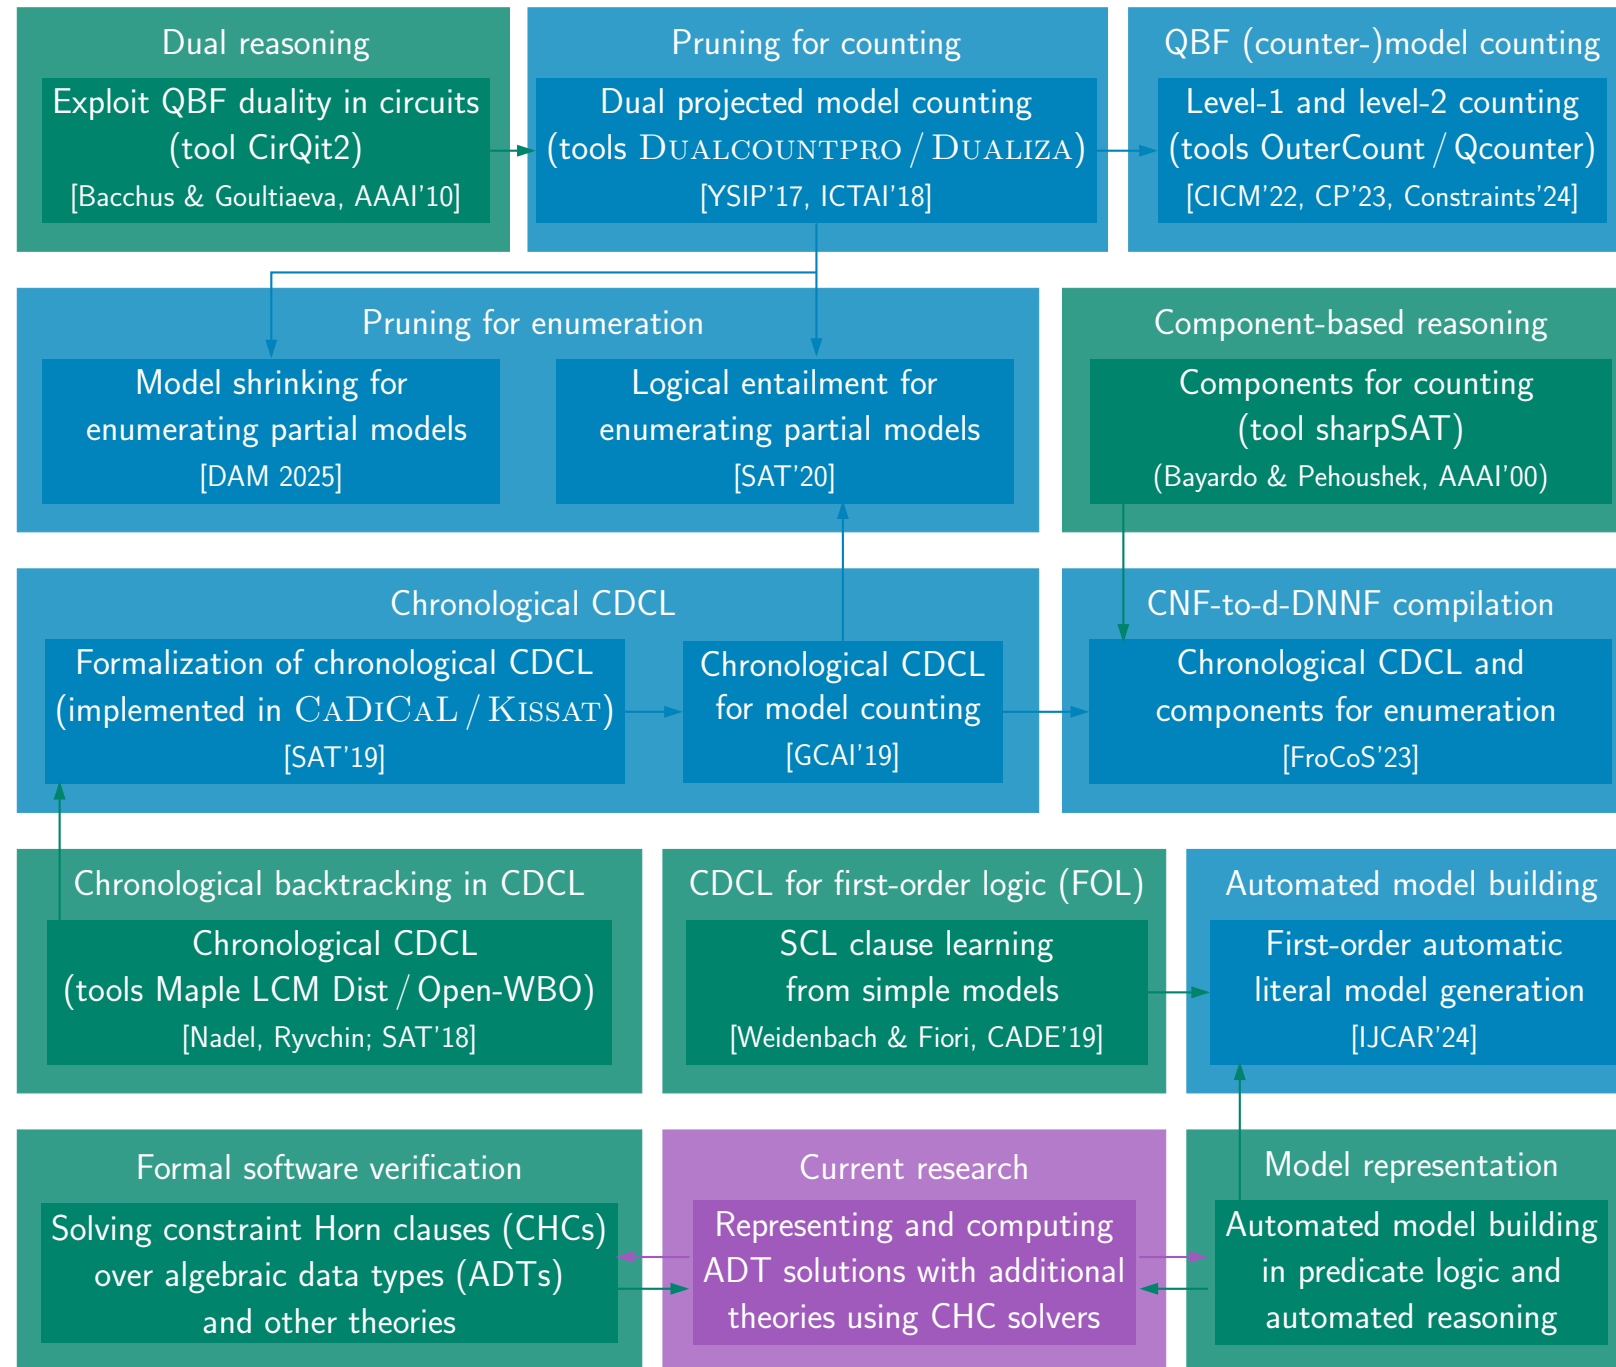 Dual reasoning
Exploit QBF duality in circuits
(tool CirQit2)
[Bacchus & Goultiaeva, AAAI'10]
Pruning for counting
Dual projected model counting
(tools DUALCOUNTPRO / DUALIZA)
[YSIP'17, ICTAI'18]
QBF (counter-)model counting
Level-1 and level-2 counting
(tools OuterCount / Qcounter)
[CICM'22, CP'23, Constraints'24]
Pruning for enumeration
Model shrinking for
enumerating partial models
[DAM 2025]
Logical entailment for
enumerating partial models
[SAT'20]
Component-based reasoning
Components for counting
(tool sharpSAT)
(Bayardo & Pehoushek, AAAI'00)
Chronological CDCL
Formalization of chronological CDCL
(implemented in CADICAL / KISSAT)
[SAT'19]
Chronological CDCL
for model counting
[GCAI'19]
CNF-to-d-DNNF compilation
Chronological CDCL and
components for enumeration
[FroCoS'23]
Chronological backtracking in CDCL
Chronological CDCL
(tools Maple LCM Dist / Open-WBO)
[Nadel, Ryvchin; SAT'18]
CDCL for first-order logic (FOL)
SCL clause learning
from simple models
[Weidenbach & Fiori, CADE'19]
Automated model building
First-order automatic
literal model generation
[IJCAR'24]
Formal software verification
Solving constraint Horn clauses (CHCs)
over algebraic data types (ADTs)
and other theories
Current research
Representing and computing
ADT solutions with additional
theories using CHC solvers
Model representation
Automated model building
in predicate logic and
automated reasoning